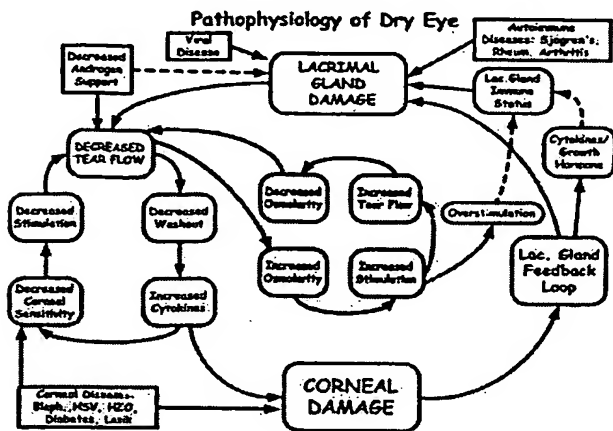 Pathophysiology of Dry Eye
Viral
Disease
Autoimmune
Diseases: Sjogren's,
Rheum. Arthritis
Decreased
Androgen
Support
LACRIMAL
GLAND
DAMAGE
Lac. Gland
Immune
Status
Cytokines/
Growth
Hormone
DECREASED
TEAR FLOW
Decreased
Stimulation
Decreased
Washout
Decreased
Osmolarity
Increased
Tear Flow
Overstimulation
Decreased
Corneal
Sensitivity
Increased
Cytokines
Increased
Osmolarity
Increased
Stimulation
Lac. Gland
Feedback
Loop
Corneal Diseases.
Bleph., HSV, HZO,
Diabetes, Lasik
CORNEAL
DAMAGE